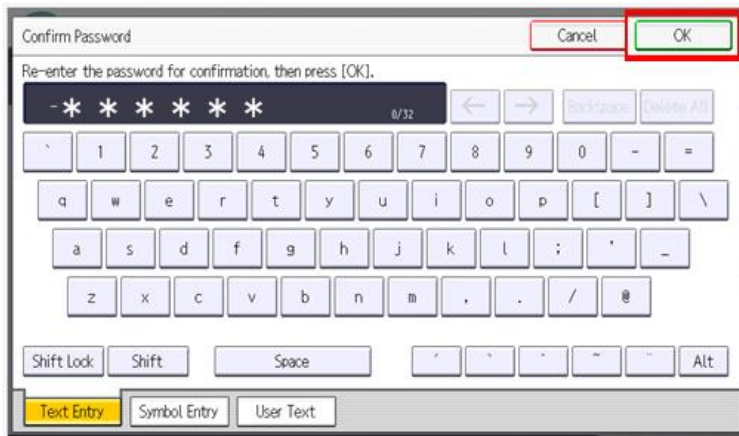 Confirm Password Cancel OK
Re-enter the password for confirmation, then press [OK].
-****** 0/32 ← → Backspace Delete All
` 1 2 3 4 5 6 7 8 9 0 - =
q w e r t y u i o p [ ] \
a s d f g h j k l ; ' _
z x c v b n m , . / @
Shift Lock Shift Space ´ ` ^ ~ ¨ Alt
Text Entry Symbol Entry User Text